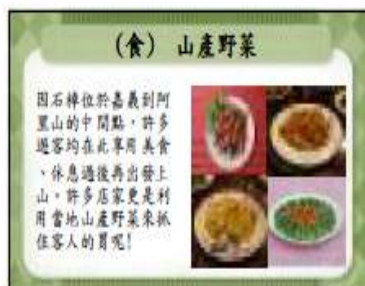 (食) 山產野菜
因石棹位於嘉義到阿
里山的中間點，許多
遊客均在此享用美食
、休息過後再出發上
山。許多店家更是利
用當地山產野菜來抓
住客人的胃呢！